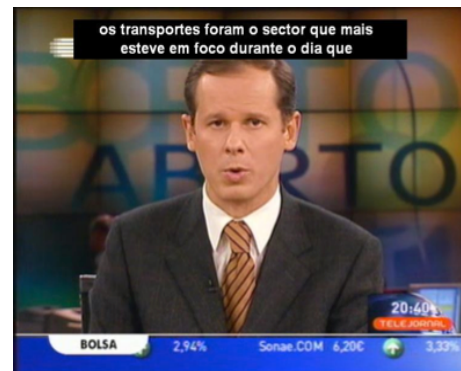 os transportes foram o sector que mais
esteve em foco durante o dia que
ABERTO
20:40
TELEJORNAL
BOLSA 2,94% Sonae.COM 6,20€ 3,33%